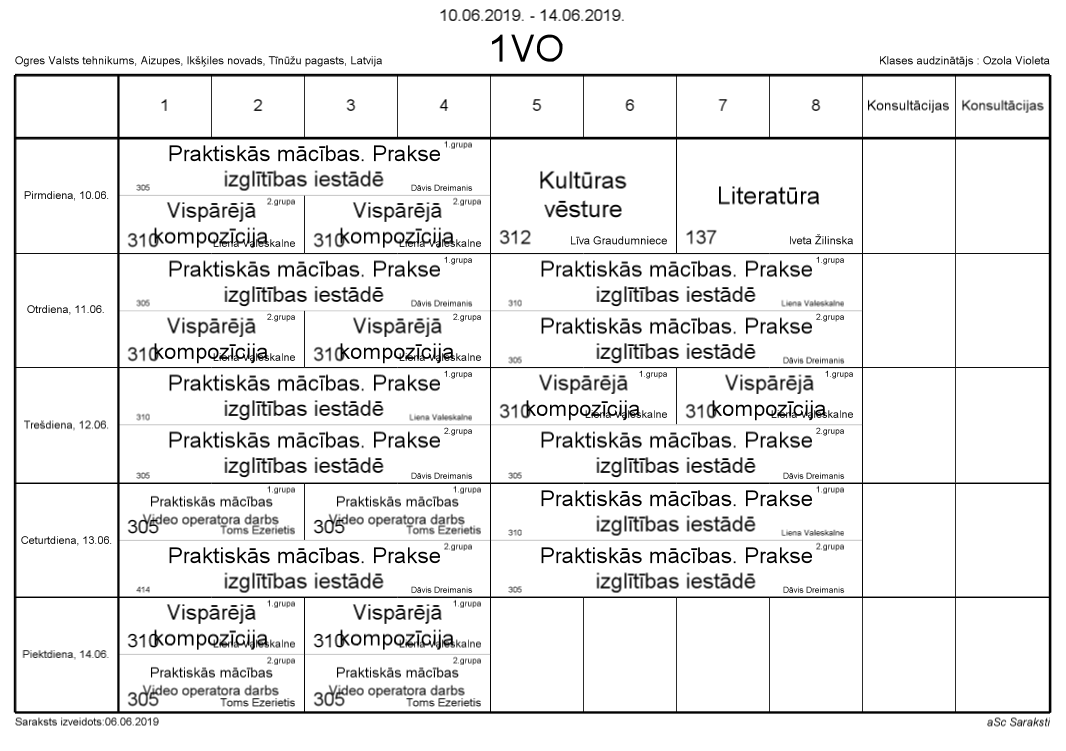 10.06.2019. - 14.06.2019.
1VO
Ogres Valsts tehnikums, Aizupes, Ikšķiles novads, Tīnūžu pagasts, Latvija
Klases audzinātājs : Ozola Violeta
1 2 3 4 5 6 7 8 Konsultācijas Konsultācijas
Pirmdiena, 10.06.
Praktiskās mācības. Prakse 1.grupa
izglītības iestādē
305 Dāvis Dreimanis
Vispārējā 2.grupa
kompozīcija
310 Liena Valeskalne
Vispārējā 2.grupa
kompozīcija
310 Liena Valeskalne
Kultūras
vēsture
312 Līva Graudumniece
Literatūra
137 Iveta Žilinska
Otrdiena, 11.06.
Praktiskās mācības. Prakse 1.grupa
izglītības iestādē
305 Dāvis Dreimanis
Vispārējā 2.grupa
kompozīcija
310 Liena Valeskalne
Vispārējā 2.grupa
kompozīcija
310 Liena Valeskalne
Praktiskās mācības. Prakse 1.grupa
izglītības iestādē
310 Liena Valeskalne
Praktiskās mācības. Prakse 2.grupa
izglītības iestādē
305 Dāvis Dreimanis
Trešdiena, 12.06.
Praktiskās mācības. Prakse 1.grupa
izglītības iestādē
310 Liena Valeskalne
Praktiskās mācības. Prakse 2.grupa
izglītības iestādē
305 Dāvis Dreimanis
Vispārējā 1.grupa
kompozīcija
310 Liena Valeskalne
Vispārējā 1.grupa
kompozīcija
310 Liena Valeskalne
Praktiskās mācības. Prakse 2.grupa
izglītības iestādē
305 Dāvis Dreimanis
Ceturtdiena, 13.06.
Praktiskās mācības 1.grupa
Video operatora darbs
305 Toms Ezerietis
Praktiskās mācības 1.grupa
Video operatora darbs
305 Toms Ezerietis
Praktiskās mācības. Prakse 2.grupa
izglītības iestādē
414 Dāvis Dreimanis
Praktiskās mācības. Prakse 1.grupa
izglītības iestādē
310 Liena Valeskalne
Praktiskās mācības. Prakse 2.grupa
izglītības iestādē
305 Dāvis Dreimanis
Piektdiena, 14.06.
Vispārējā 1.grupa
kompozīcija
310 Liena Valeskalne
Vispārējā 1.grupa
kompozīcija
310 Liena Valeskalne
Praktiskās mācības 2.grupa
Video operatora darbs
305 Toms Ezerietis
Praktiskās mācības 2.grupa
Video operatora darbs
305 Toms Ezerietis
Saraksts izveidots:06.06.2019
aSc Saraksti